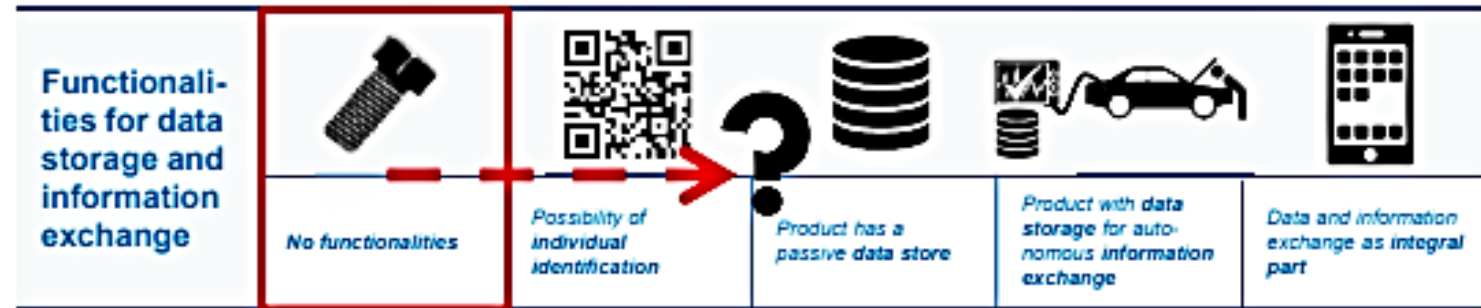 Functionali-
ties for data
storage and
information
exchange
No functionalities
Possibility of
individual
identification
?
Product has a
passive data store
Product with data
storage for auto-
nomous information
exchange
Data and information
exchange as integral
part